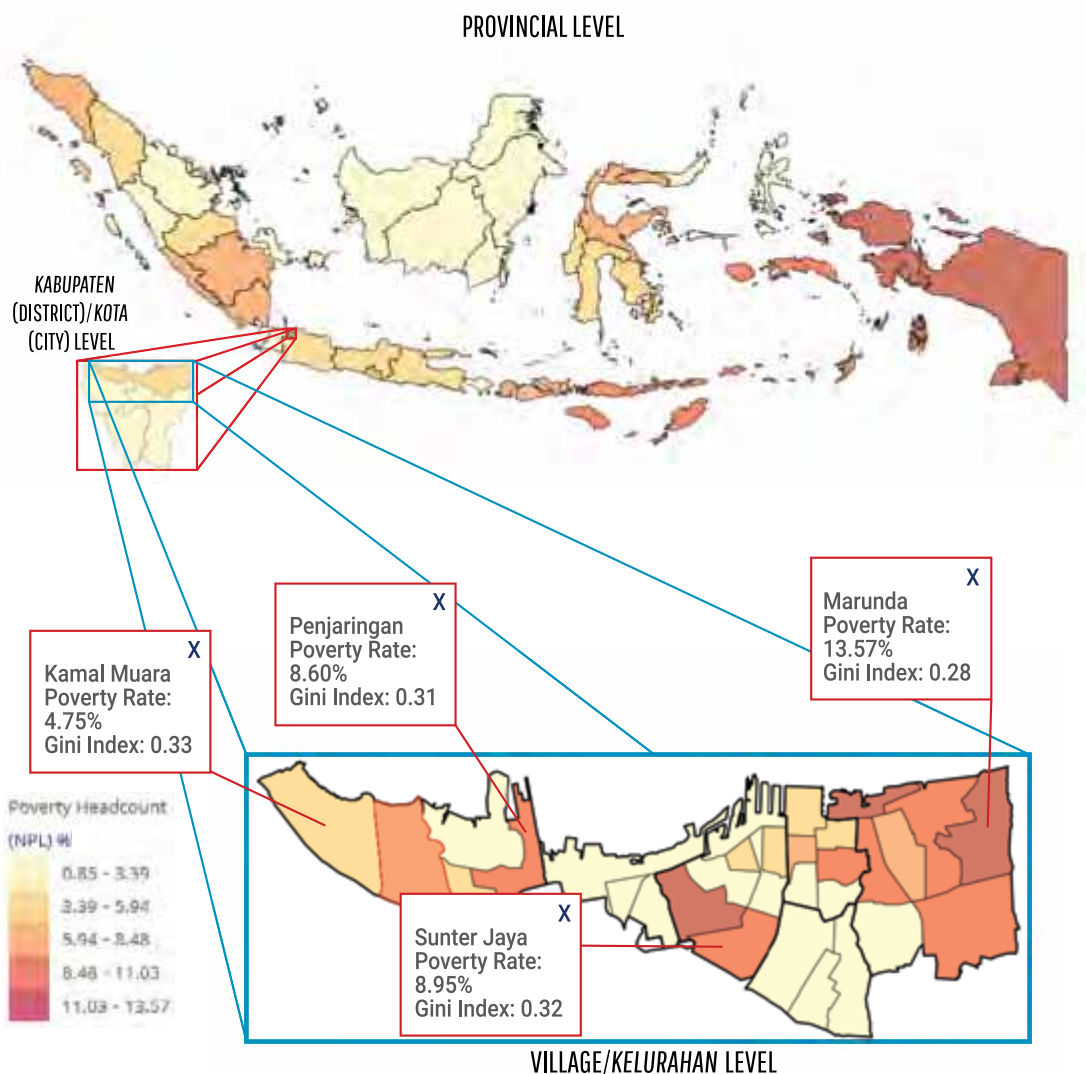 PROVINCIAL LEVEL
KABUPATEN
(DISTRICT)/KOTA
(CITY) LEVEL
X
Marunda
Poverty Rate:
13.57%
Gini Index: 0.28
X
Penjaringan
Poverty Rate:
8.60%
Gini Index: 0.31
X
Kamal Muara
Poverty Rate:
4.75%
Gini Index: 0.33
Poverty Headcount
(NPL) %
0.85 - 3.39
3.39 - 5.94
5.94 - 8.48
8.48 - 11.03
11.03 - 13.57
X
Sunter Jaya
Poverty Rate:
8.95%
Gini Index: 0.32
VILLAGE/KELURAHAN LEVEL